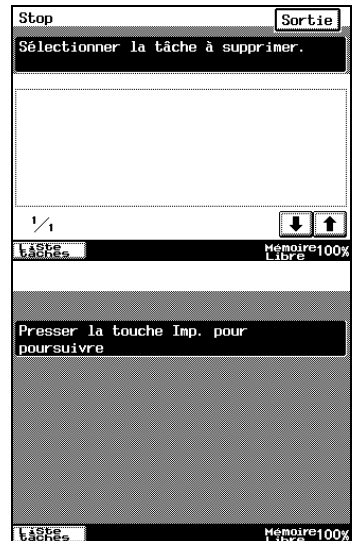 Stop
Sortie
Sélectionner la tâche à supprimer.
1/1
Liste
tâches
Mémoire 100%
Libre
Presser la touche Imp. pour
poursuivre
Liste
tâches
Mémoire 100%
Libre